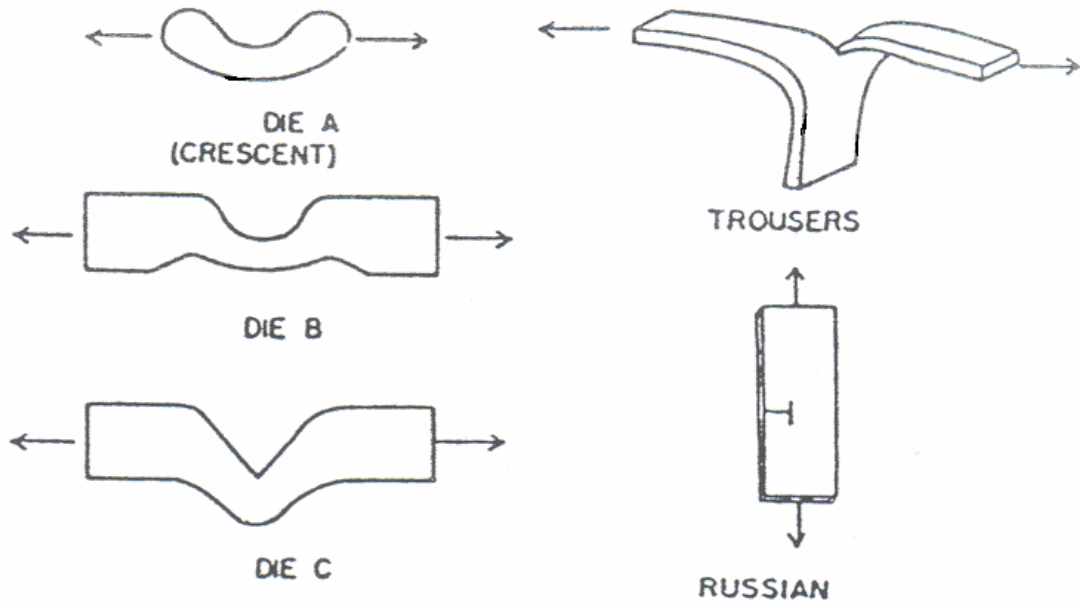 DIE A
(CRESCENT)
DIE B
DIE C
TROUSERS
RUSSIAN